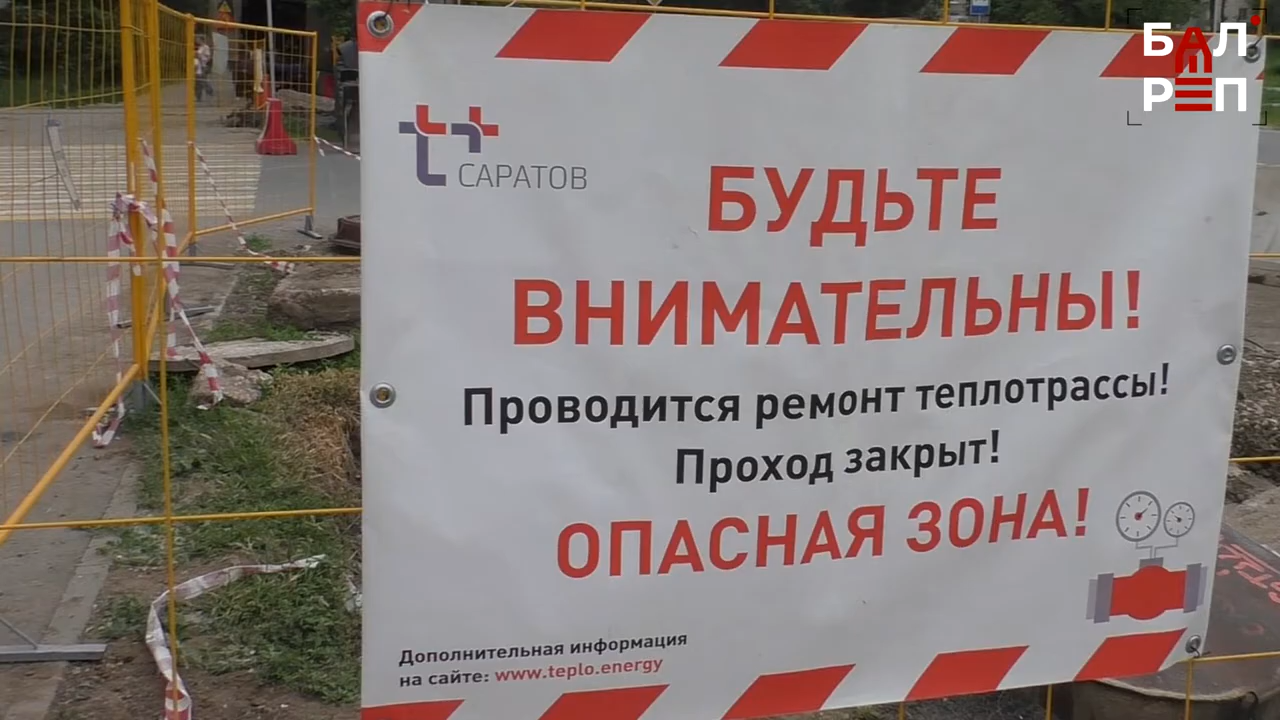 БАЛ
РЕП
САРАТОВ
БУДЬТЕ
ВНИМАТЕЛЬНЫ!
Проводится ремонт теплотрассы!
Проход закрыт!
ОПАСНАЯ ЗОНА!
Дополнительная информация
на сайте: www.teplo.energy